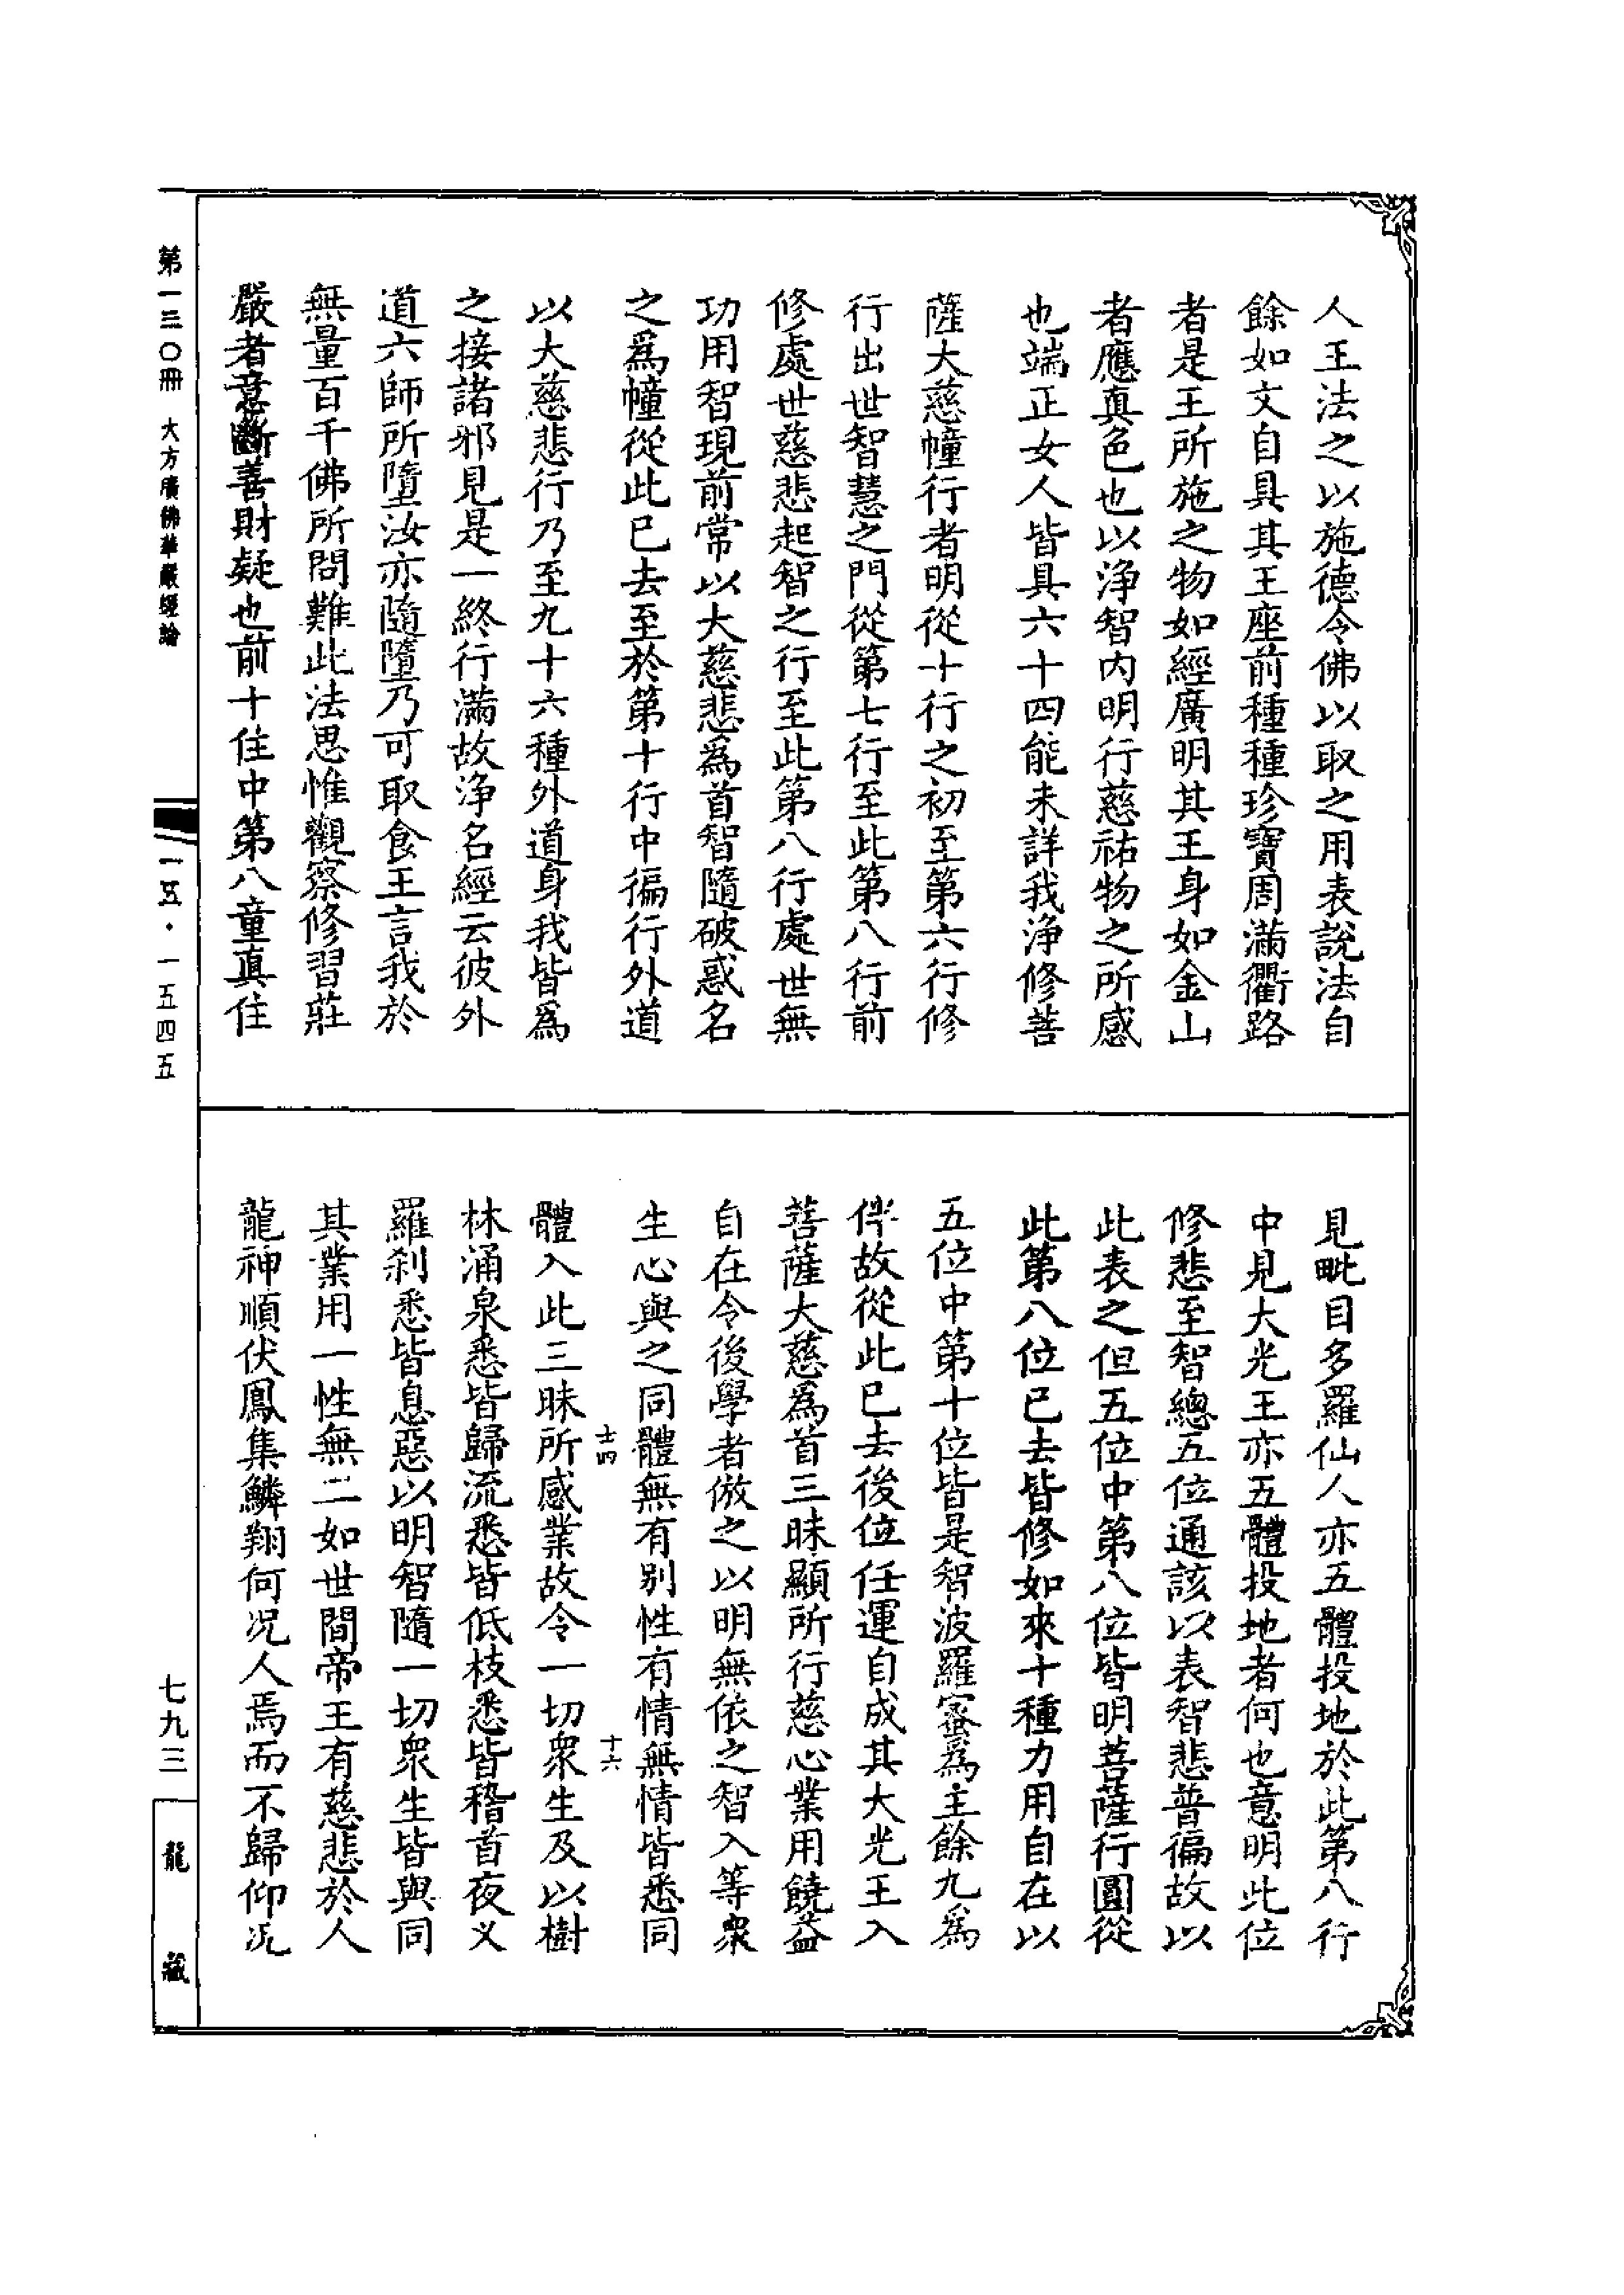 人王法之以施德令佛以取之用表說法自
餘如文自具其王座前種種珍寶周滿衢路
者是王所施之物如經廣明其王身如金山
者應真色也以淨智內明行慈祐物之所感
也端正女人皆具六十四能未詳我淨修菩
薩大慈幢行者明從十行之初至第六行修
行出世智慧之門從第七行至此第八行前
修處世慈悲起智之行至此第八行處世無
功用智現前常以大慈悲為首智隨破惑名
之為幢從此已去至於第十行中徧行外道
以大慈悲行乃至九十六種外道身我皆為
之接諸邪見是一終行滿故淨名經云彼外
道六師所墮汝亦隨墮乃可取食王言我於
無量百千佛所問難此法思惟觀察修習莊
嚴者意斷善財疑也前十住中第八童真住
見毗目多羅仙人亦五體投地於此第八行
中見大光王亦五體投地者何也意明此位
修悲至智總五位通該以表智悲普徧故以
此表之但五位中第八位皆明菩薩行圓從
此第八位已去皆修如來十種力用自在以
五位中第十位皆是智波羅蜜為主餘九為
伴故從此已去後位任運自成其大光王入
菩薩大慈為首三昧顯所行慈心業用饒益
自在令後學者倣之以明無依之智入等眾
生心與之同體無有別性有情無情皆悉同
士四
十六
體入此三昧所感業故令一切眾生及以樹
林涌泉悉皆歸流悉皆低枝悉皆稽首夜叉
羅剎悉皆息惡以明智隨一切眾生皆與同
其業用一性無二如世間帝王有慈悲於人
龍神順伏鳳集鱗翔何況人焉而不歸仰況
第一三〇冊 大方廣佛華嚴經論
一五·一五四五
七九三
龍藏